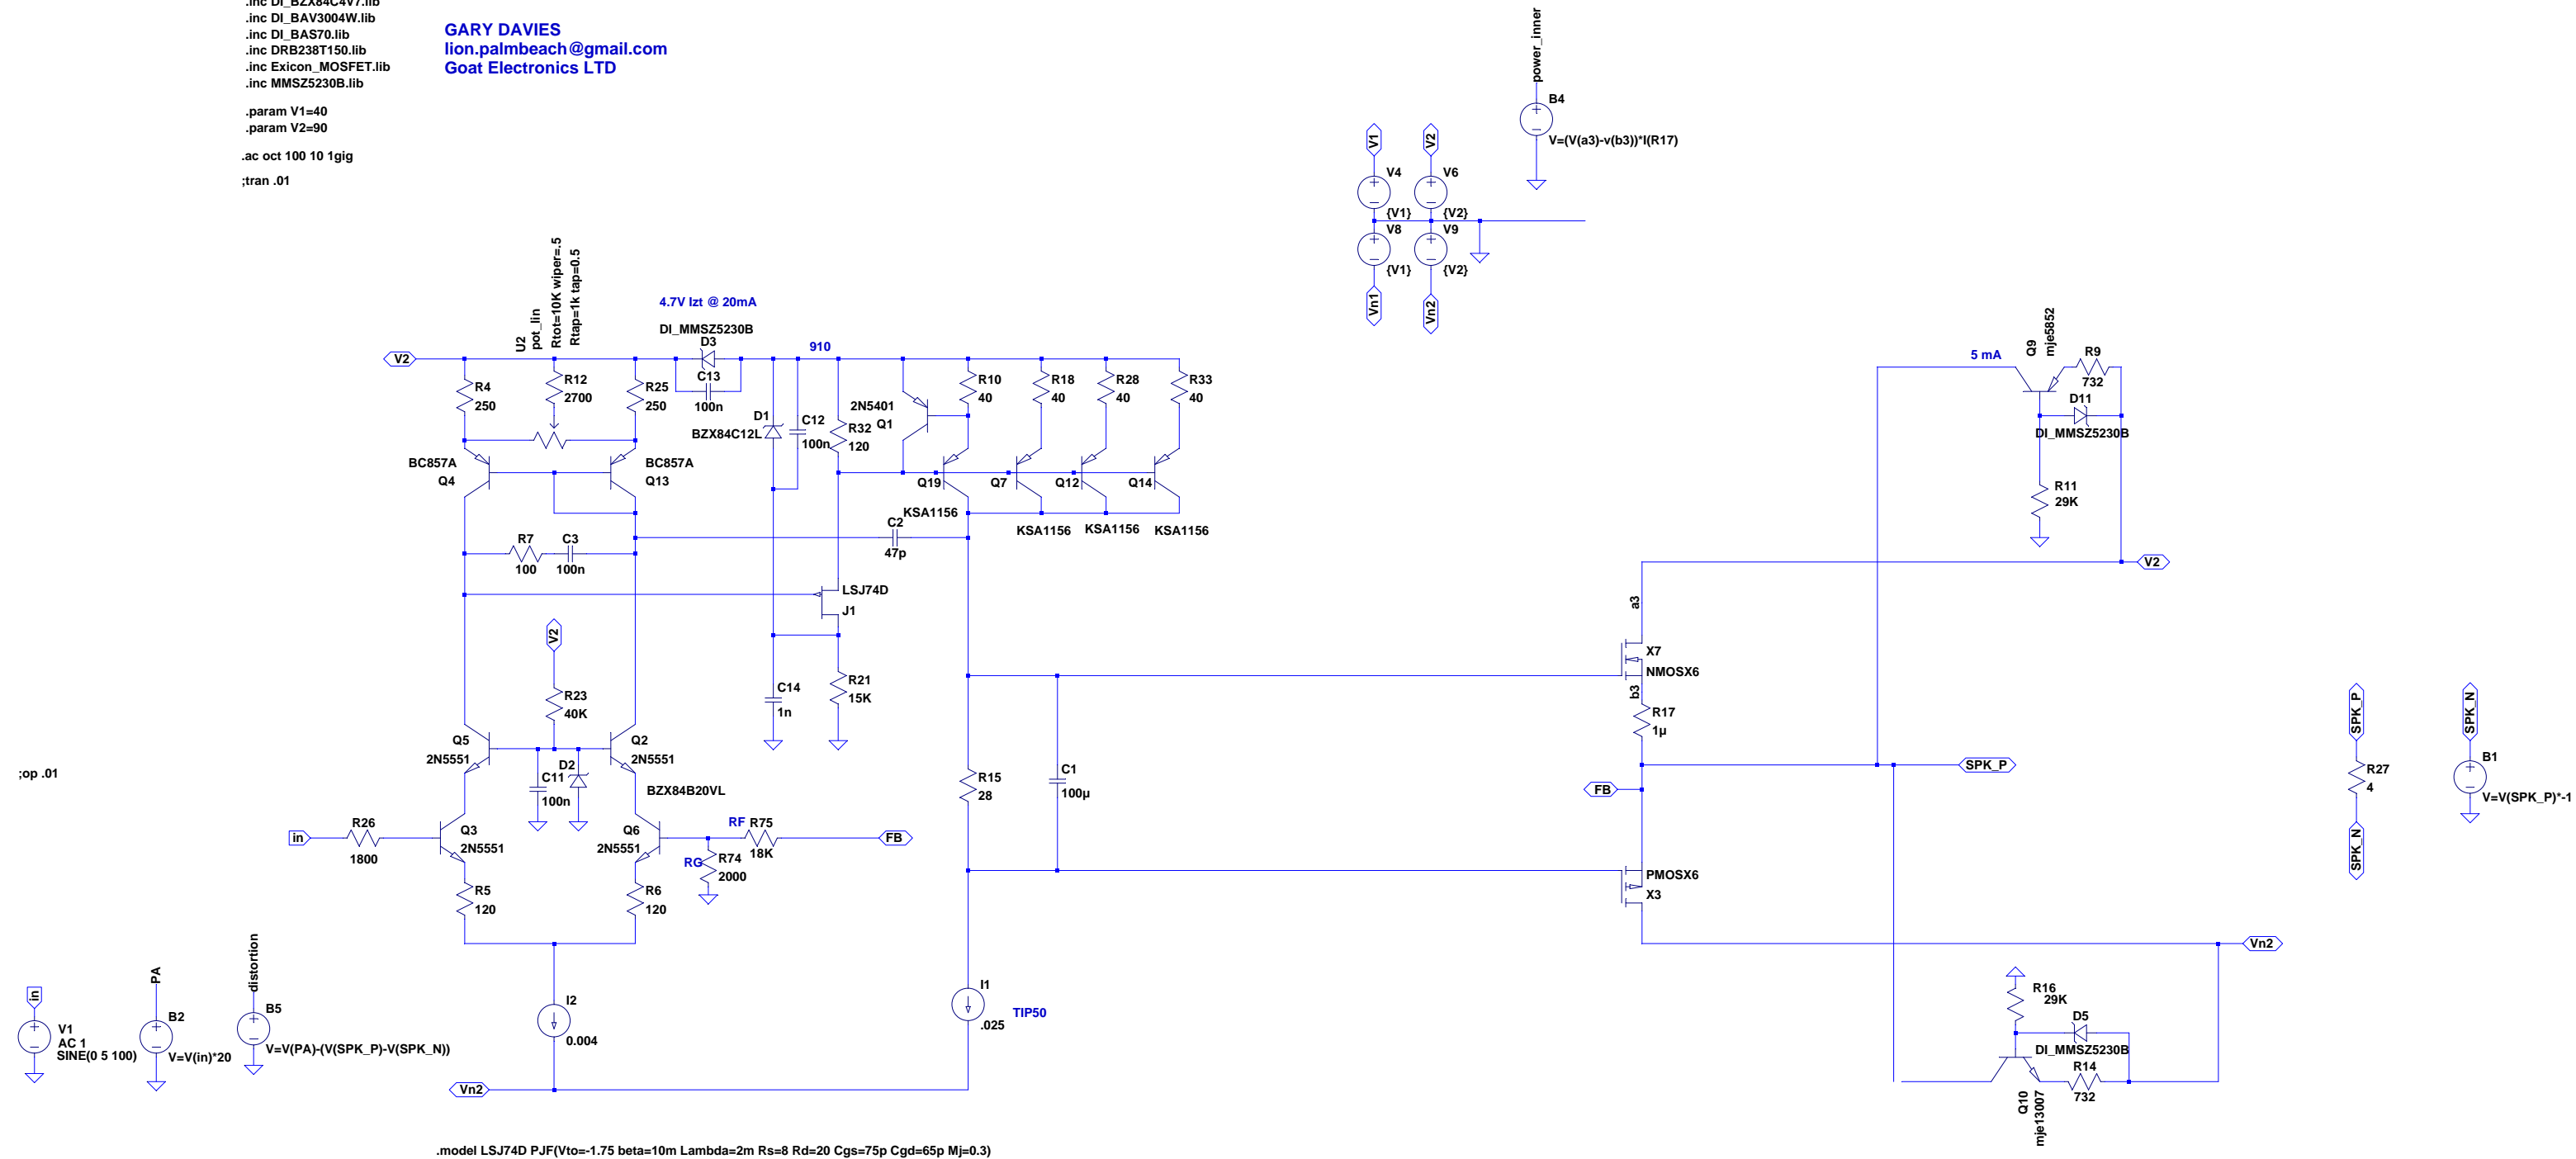 .inc DI_BZX84C4V7.lib
.inc DI_BAV3004W.lib
.inc DI_BAS70.lib
.inc DRB238T150.lib
.inc Exicon_MOSFET.lib
.inc MMSZ5230B.lib
GARY DAVIES
lion.palmbeach@gmail.com
Goat Electronics LTD
.param V1=40
.param V2=90
.ac oct 100 10 1gig
;tran .01
power_inner
B4
V=(V(a3)-v(b3))*I(R17)
V1
V2
V4
{V1}
V6
{V2}
V8
{V1}
V9
{V2}
Vn1
Vn2
U2
pot_lin
Rtot=10K wiper=.5
Rtap=1k tap=0.5
4.7V Izt @ 20mA
DI_MMSZ5230B
D3
910
V2
R4
250
R12
2700
R25
250
C13
100n
D1
BZX84C12L
C12
100n
R32
120
2N5401
Q1
R10
40
R18
40
R28
40
R33
40
BC857A
Q4
BC857A
Q13
Q19
KSA1156
Q7
KSA1156
Q12
KSA1156
Q14
KSA1156
R7
100
C3
100n
C2
47p
LSJ74D
J1
V2
R23
40K
C14
1n
R21
15K
Q5
2N5551
Q2
2N5551
C11
100n
D2
BZX84B20VL
;op .01
in
R26
1800
Q3
2N5551
Q6
2N5551
RF
R75
18K
FB
RG
R74
2000
R5
120
R6
120
R15
28
C1
100µ
I2
0.004
I1
.025
TIP50
Vn2
in
V1
AC 1
SINE(0 5 100)
PA
B2
V=V(in)*20
distortion
B5
V=V(PA)-(V(SPK_P)-V(SPK_N))
5 mA
Q9
mje5852
R9
732
D11
DI_MMSZ5230B
R11
29K
V2
a3
X7
NMOSX6
b3
R17
1µ
SPK_P
FB
PMOSX6
X3
Vn2
R16
29K
D5
DI_MMSZ5230B
R14
732
Q10
mje13007
SPK_P
R27
4
SPK_N
SPK_N
B1
V=V(SPK_P)*-1
.model LSJ74D PJF(Vto=-1.75 beta=10m Lambda=2m Rs=8 Rd=20 Cgs=75p Cgd=65p Mj=0.3)